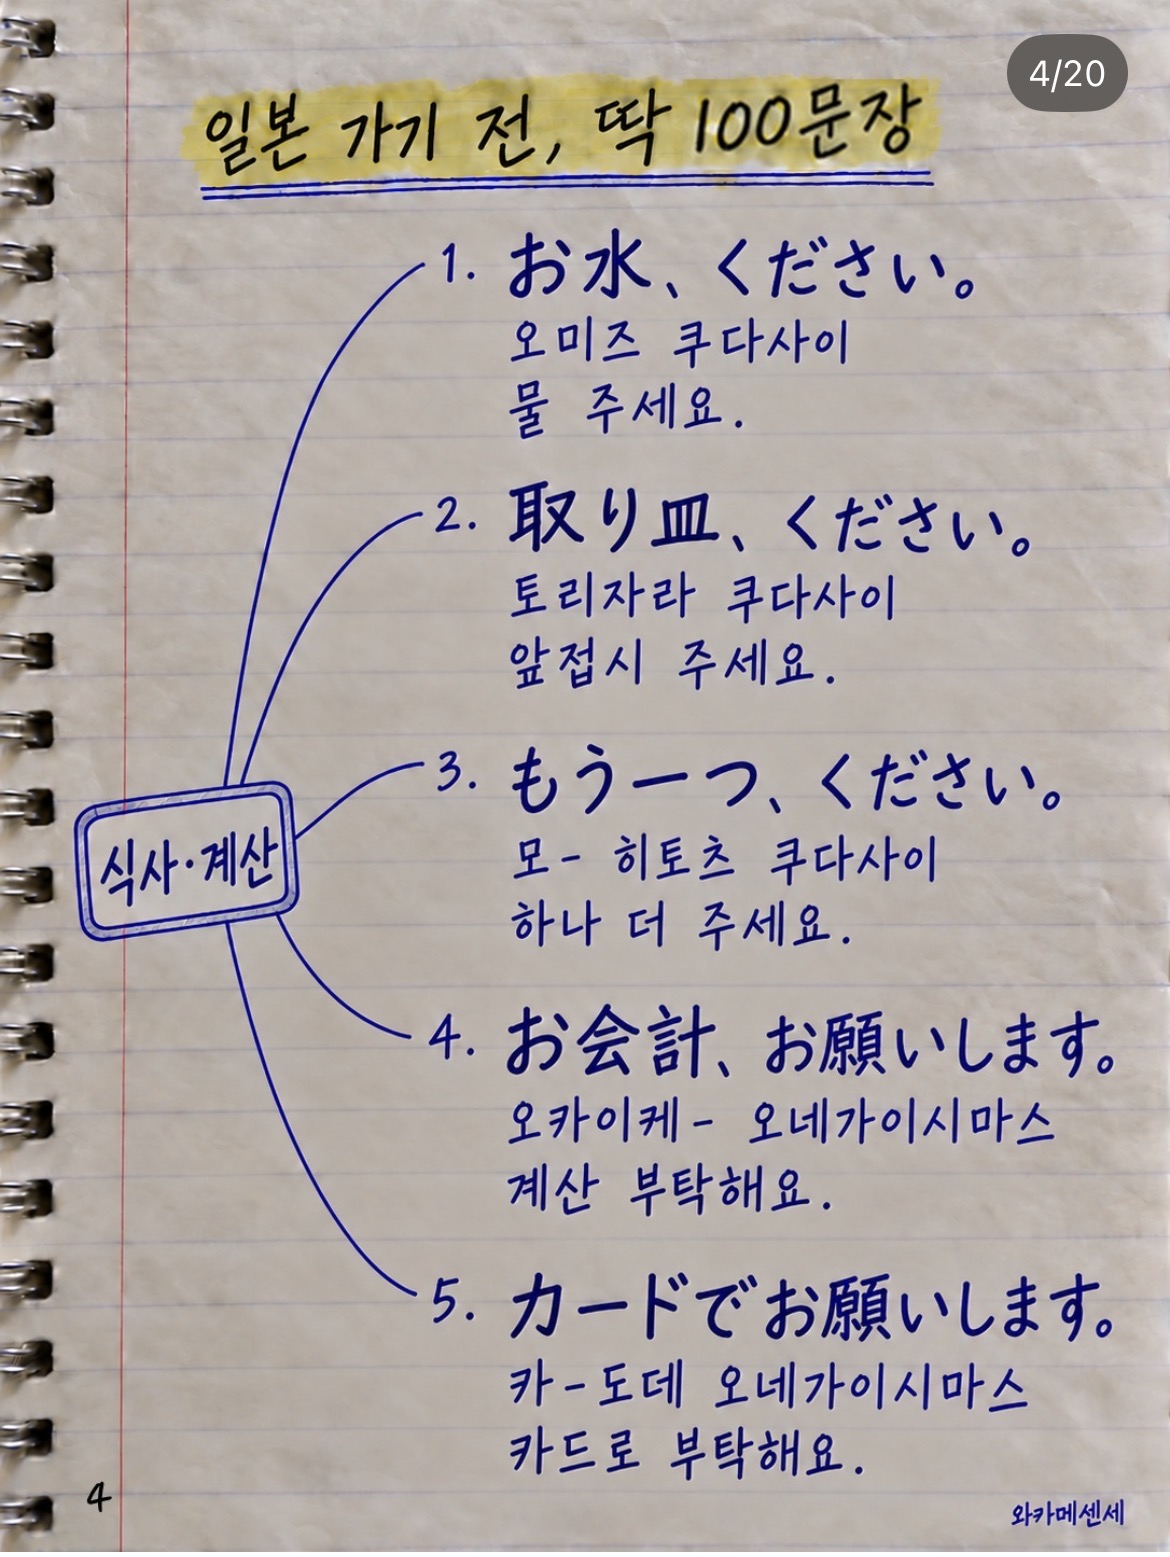 4/20
일본 가기 전, 딱 100문장
1. お水、ください。
오미즈 쿠다사이
물 주세요.
2. 取り皿、ください。
토리자라 쿠다사이
앞접시 주세요.
3. もう一つ、ください。
모- 히토츠 쿠다사이
하나 더 주세요.
식사·계산
4. お会計、お願いします。
오카이케- 오네가이시마스
계산 부탁해요.
5. カードでお願いします。
카-도데 오네가이시마스
카드로 부탁해요.
4
와카메센세